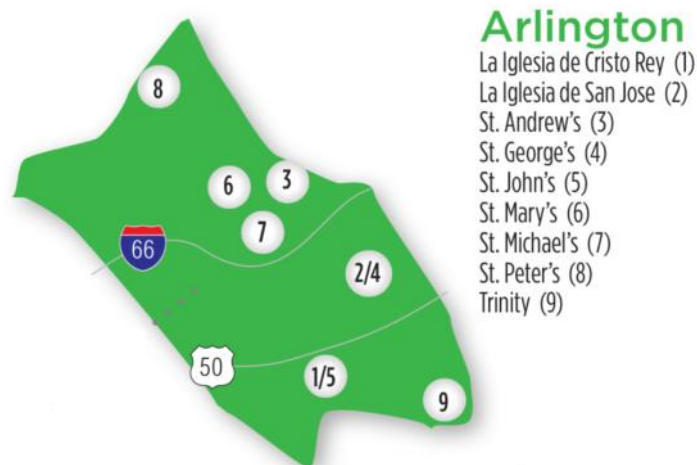 Arlington
La Iglesia de Cristo Rey (1)
La Iglesia de San Jose (2)
St. Andrew's (3)
St. George's (4)
St. John's (5)
St. Mary's (6)
St. Michael's (7)
St. Peter's (8)
Trinity (9)
8
6
3
7
66
2/4
50
1/5
9